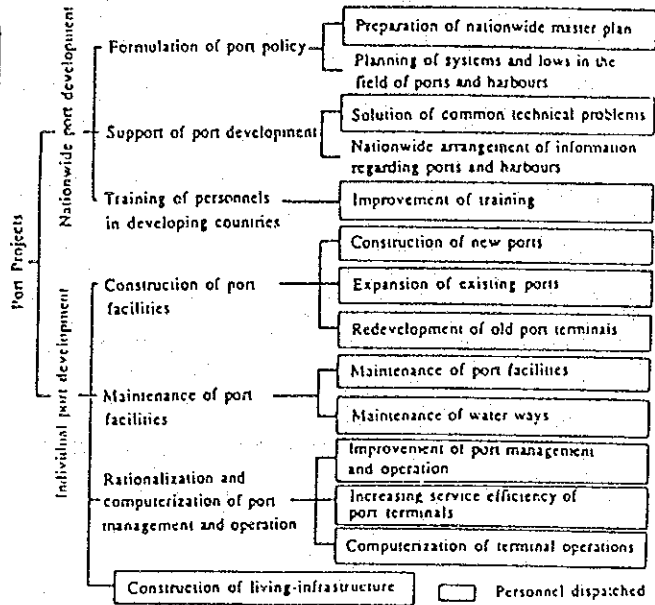 Port Projects
Nationwide port development
Formulation of port policy
Preparation of nationwide master plan
Planning of systems and lows in the
field of ports and harbours
Support of port development
Solution of common technical problems
Nationwide arrangement of information
regarding ports and harbours
Training of personnels
in developing countries
Improvement of training
Individual port development
Construction of port
facilities
Construction of new ports
Expansion of existing ports
Redevelopment of old port terminals
Maintenance of port
facilities
Maintenance of port facilities
Maintenance of water ways
Rationalization and
computerization of port
management and operation
Improvement of port management
and operation
Increasing service efficiency of
port terminals
Computerization of terminal operations
Construction of living-infrastructure
Personnel dispatched